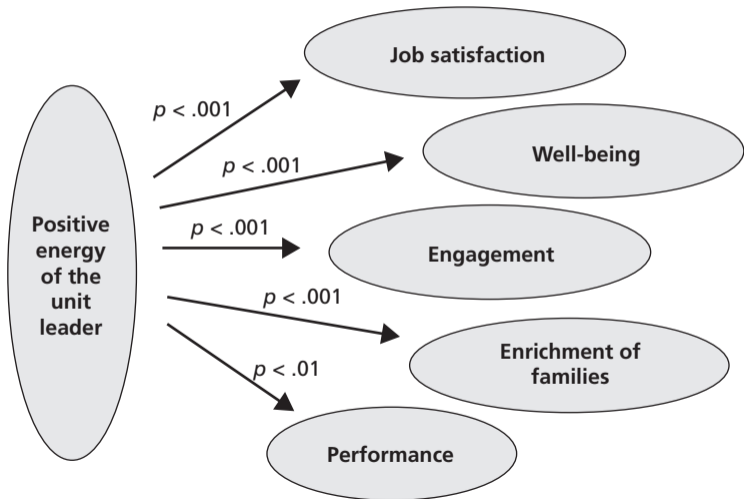 Job satisfaction
p < .001
Well-being
p < .001
Positive
energy
of the
unit
leader
p < .001
Engagement
p < .001
Enrichment of
families
p < .01
Performance